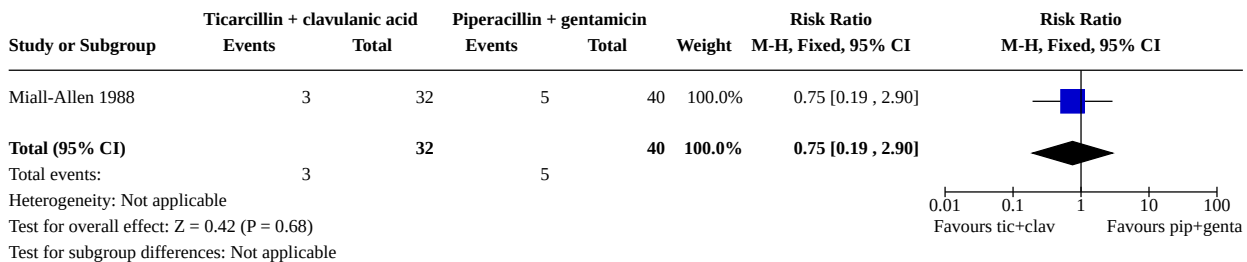 Ticarcillin + clavulanic acid Piperacillin + gentamicin Risk Ratio Risk Ratio
Study or Subgroup Events Total Events Total Weight M-H, Fixed, 95% CI M-H, Fixed, 95% CI
Miall-Allen 1988 3 32 5 40 100.0% 0.75 [0.19 , 2.90]
Total (95% CI) 32 40 100.0% 0.75 [0.19 , 2.90]
Total events: 3 5
Heterogeneity: Not applicable
0.01 0.1 1 10 100
Test for overall effect: Z = 0.42 (P = 0.68)
Favours tic+clav Favours pip+genta
Test for subgroup differences: Not applicable